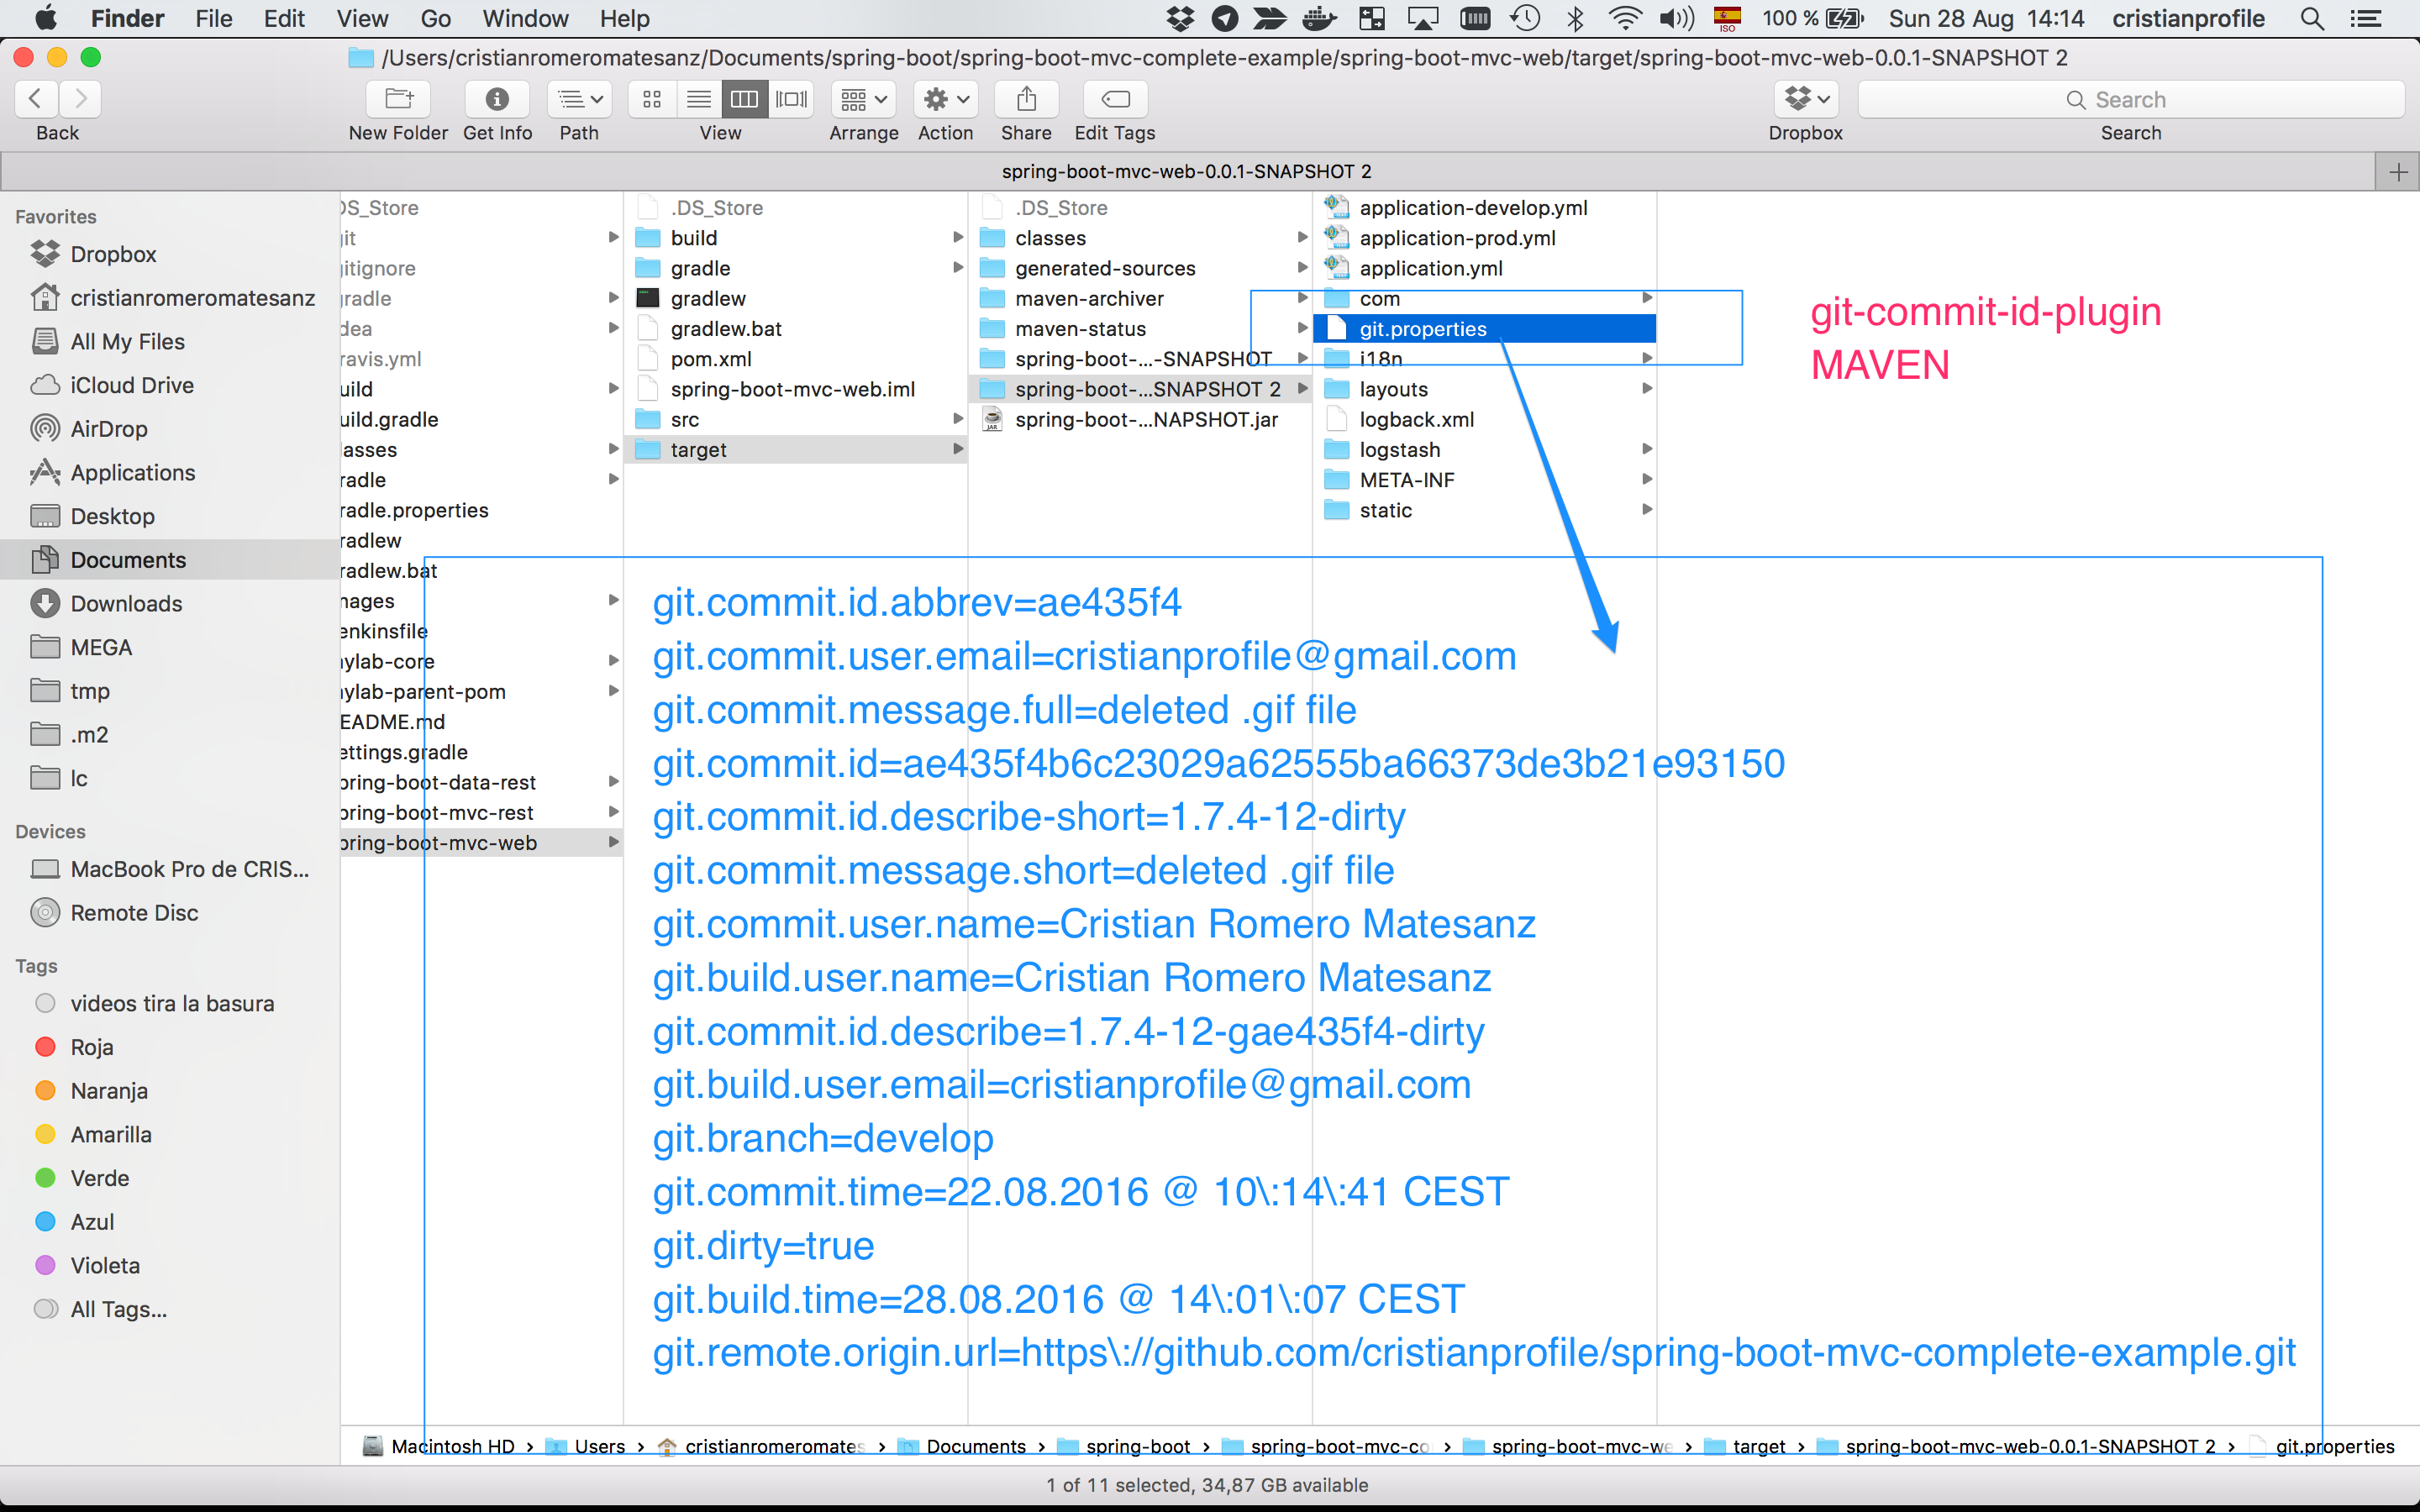 Finder File Edit View Go Window Help
ISO 100 % Sun 28 Aug 14:14 cristianprofile
/Users/cristianromeromatesanz/Documents/spring-boot/spring-boot-mvc-complete-example/spring-boot-mvc-web/target/spring-boot-mvc-web-0.0.1-SNAPSHOT 2
Search
Back New Folder Get Info Path View Arrange Action Share Edit Tags Dropbox Search
spring-boot-mvc-web-0.0.1-SNAPSHOT 2
Favorites
Dropbox
cristianromeromatesanz
All My Files
iCloud Drive
AirDrop
Applications
Desktop
Documents
Downloads
MEGA
tmp
.m2
lc
Devices
MacBook Pro de CRIS...
Remote Disc
Tags
videos tira la basura
Roja
Naranja
Amarilla
Verde
Azul
Violeta
All Tags...
DS_Store
git
gitignore
gradle
dea
ravis.yml
uild
uild.gradle
lasses
radle
radle.properties
radlew
radlew.bat
nages
enkinsfile
nylab-core
nylab-parent-pom
EADME.md
ettings.gradle
pring-boot-data-rest
pring-boot-mvc-rest
pring-boot-mvc-web
.DS_Store
build
gradle
gradlew
gradlew.bat
pom.xml
spring-boot-mvc-web.iml
src
target
.DS_Store
classes
generated-sources
maven-archiver
maven-status
spring-boot-...-SNAPSHOT
spring-boot-...SNAPSHOT 2
spring-boot-...NAPSHOT.jar
application-develop.yml
application-prod.yml
application.yml
com
git.properties
i18n
layouts
logback.xml
logstash
META-INF
static
git-commit-id-plugin
MAVEN
git.commit.id.abbrev=ae435f4
git.commit.user.email=cristianprofile@gmail.com
git.commit.message.full=deleted .gif file
git.commit.id=ae435f4b6c23029a62555ba66373de3b21e93150
git.commit.id.describe-short=1.7.4-12-dirty
git.commit.message.short=deleted .gif file
git.commit.user.name=Cristian Romero Matesanz
git.build.user.name=Cristian Romero Matesanz
git.commit.id.describe=1.7.4-12-gae435f4-dirty
git.build.user.email=cristianprofile@gmail.com
git.branch=develop
git.commit.time=22.08.2016 @ 10\:14\:41 CEST
git.dirty=true
git.build.time=28.08.2016 @ 14\:01\:07 CEST
git.remote.origin.url=https\://github.com/cristianprofile/spring-boot-mvc-complete-example.git
Macintosh HD › Users › cristianromeromates › Documents › spring-boot › spring-boot-mvc-co › spring-boot-mvc-we › target › spring-boot-mvc-web-0.0.1-SNAPSHOT 2 › git.properties
1 of 11 selected, 34,87 GB available